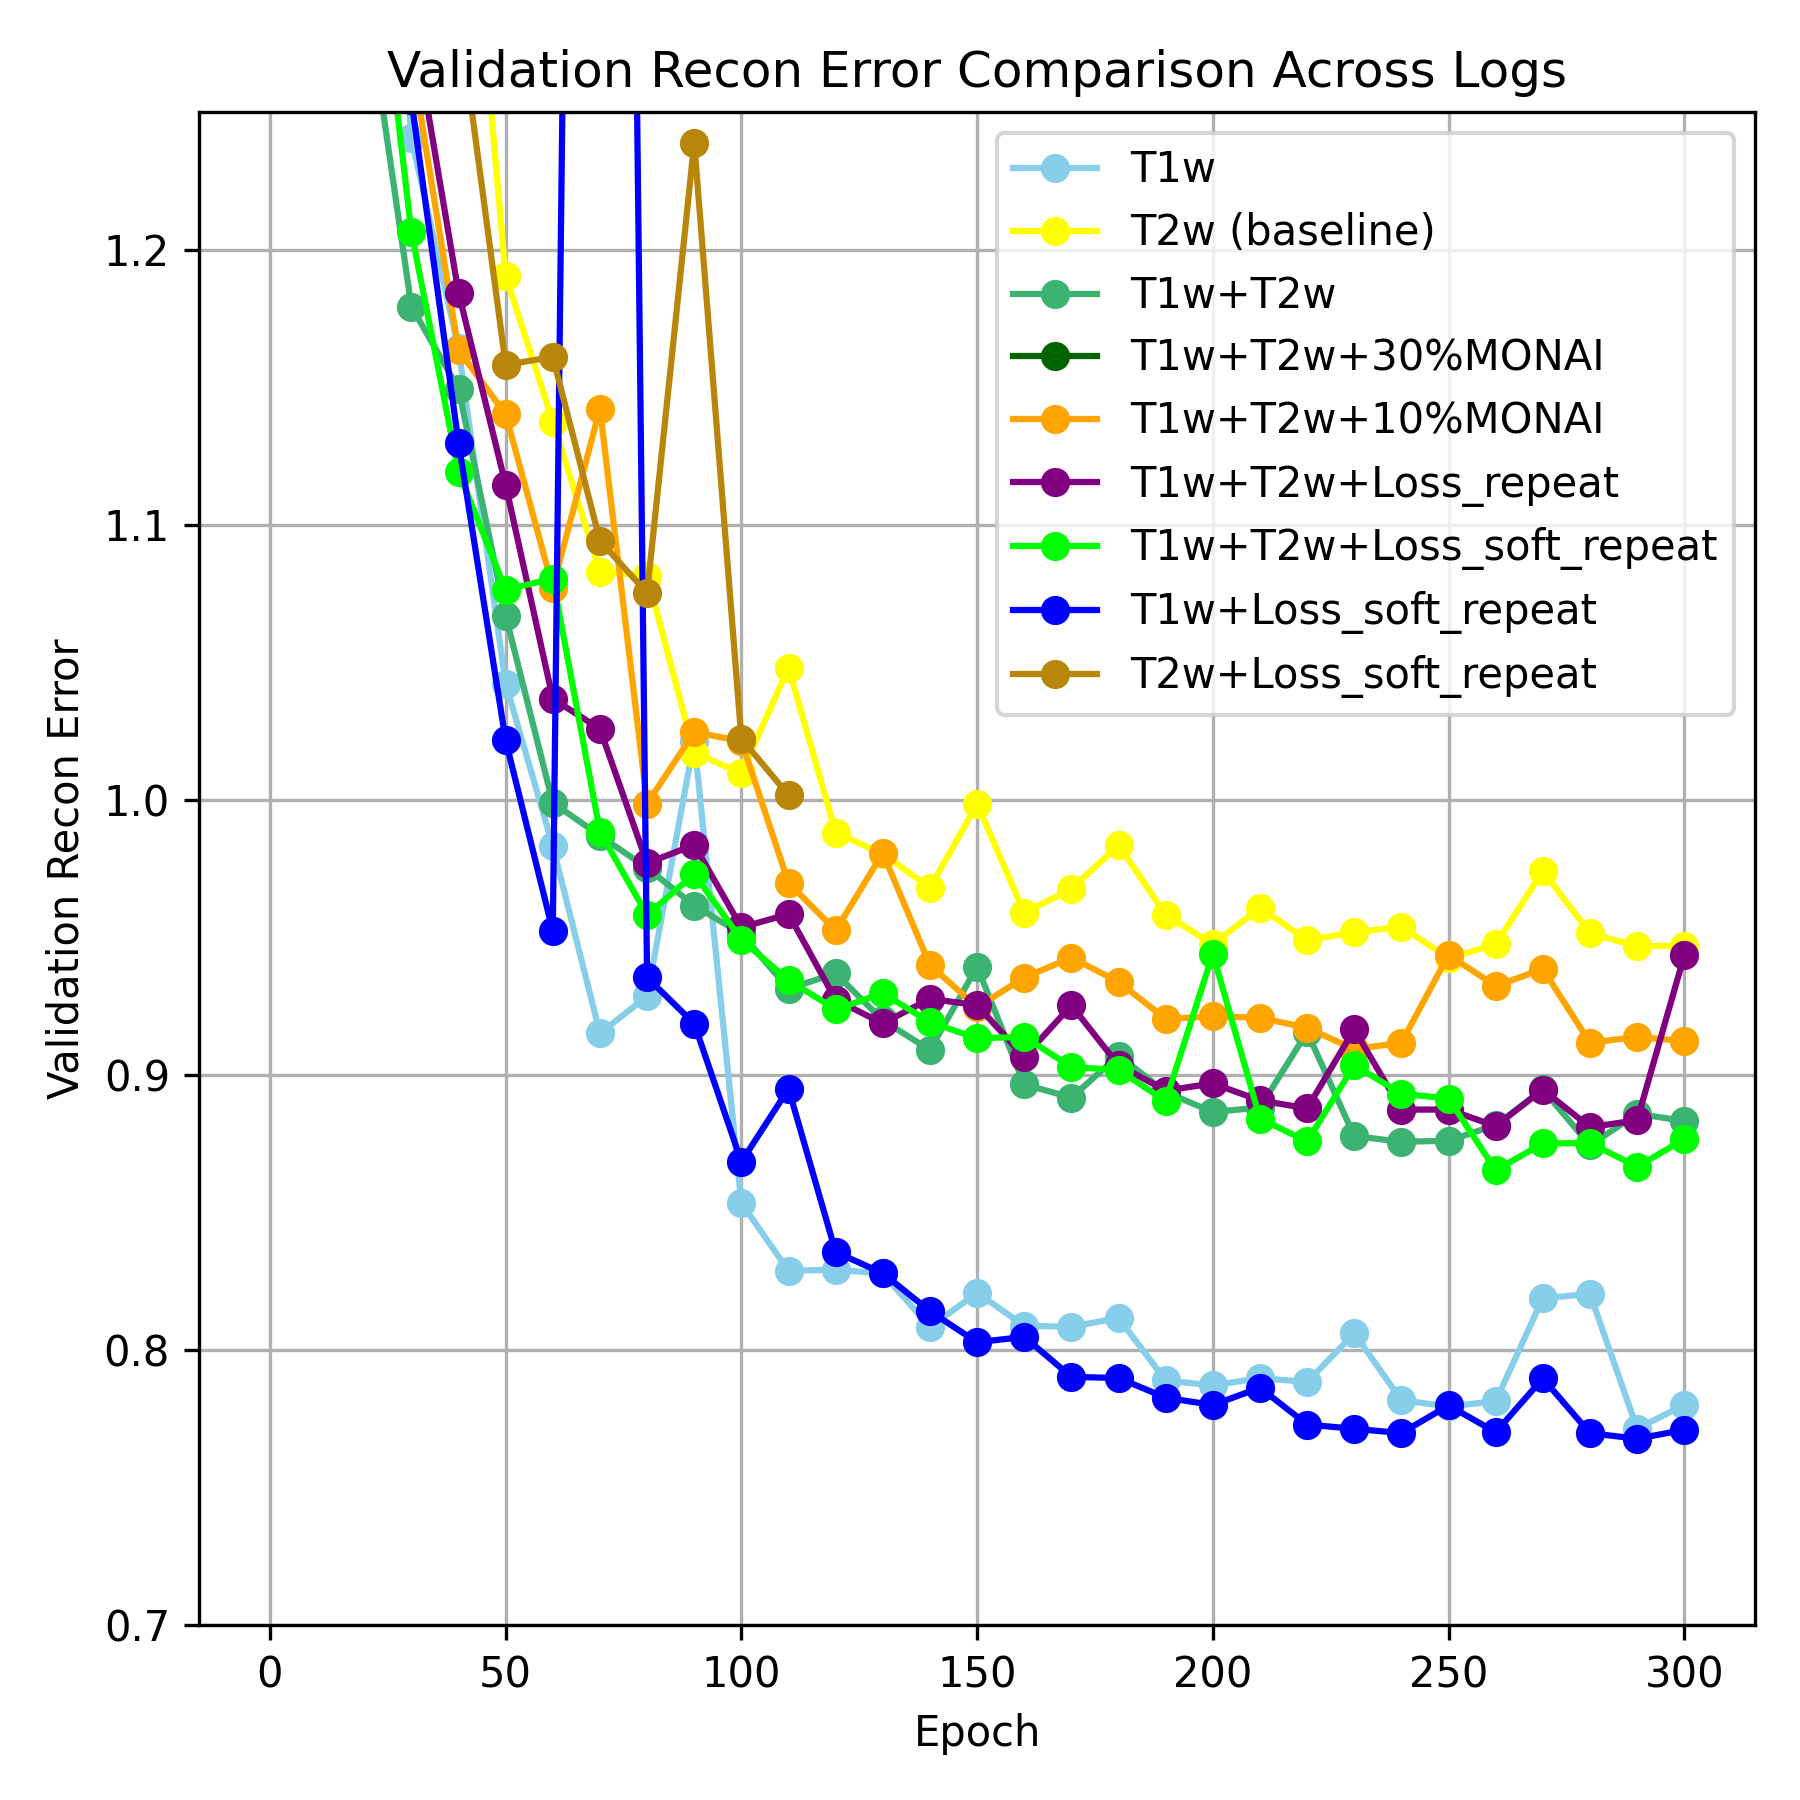 Validation Recon Error Comparison Across Logs
T1w
T2w (baseline)
T1w+T2w
T1w+T2w+30%MONAI
T1w+T2w+10%MONAI
T1w+T2w+Loss_repeat
T1w+T2w+Loss_soft_repeat
T1w+Loss_soft_repeat
T2w+Loss_soft_repeat
Validation Recon Error
1.2
1.1
1.0
0.9
0.8
0.7
0 50 100 150 200 250 300
Epoch